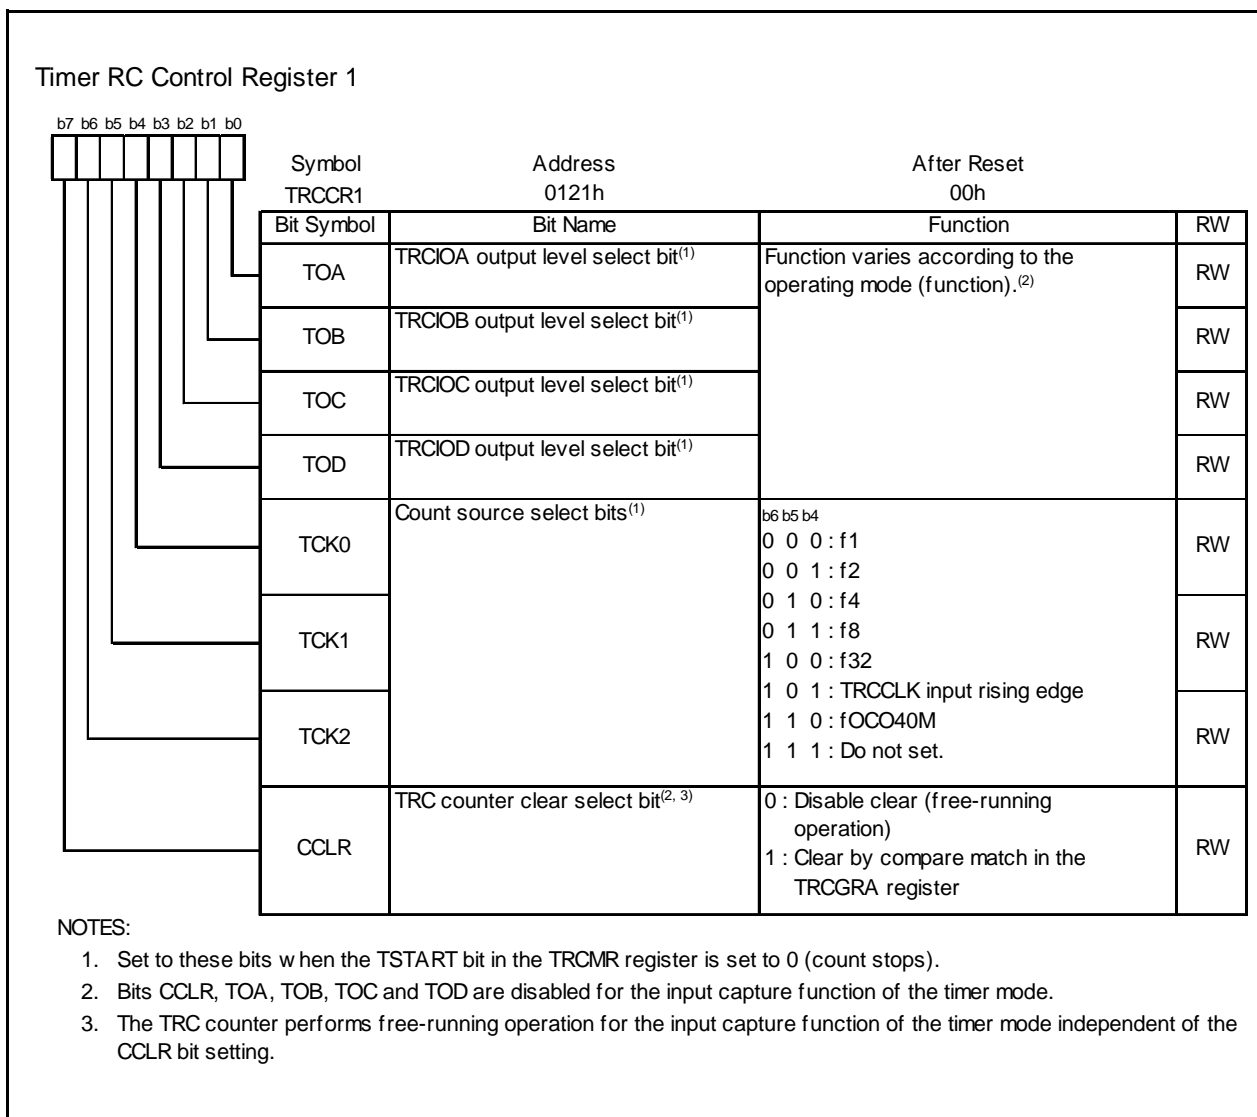 Timer RC Control Register 1
b7 b6 b5 b4 b3 b2 b1 b0
Symbol Address After Reset
TRCCR1 0121h 00h
Bit Symbol Bit Name Function RW
TOA TRCIOA output level select bit(1) Function varies according to the
operating mode (function).(2) RW
TOB TRCIOB output level select bit(1) RW
TOC TRCIOC output level select bit(1) RW
TOD TRCIOD output level select bit(1) RW
TCK0 Count source select bits(1) b6 b5 b4 RW
0 0 0 : f1
0 0 1 : f2
0 1 0 : f4
TCK1 0 1 1 : f8 RW
1 0 0 : f32
1 0 1 : TRCCLK input rising edge
TCK2 1 1 0 : fOCO40M RW
1 1 1 : Do not set.
CCLR TRC counter clear select bit(2, 3) 0 : Disable clear (free-running
operation) RW
1 : Clear by compare match in the
TRCGRA register
NOTES:
1. Set to these bits when the TSTART bit in the TRCMR register is set to 0 (count stops).
2. Bits CCLR, TOA, TOB, TOC and TOD are disabled for the input capture function of the timer mode.
3. The TRC counter performs free-running operation for the input capture function of the timer mode independent of the
CCLR bit setting.